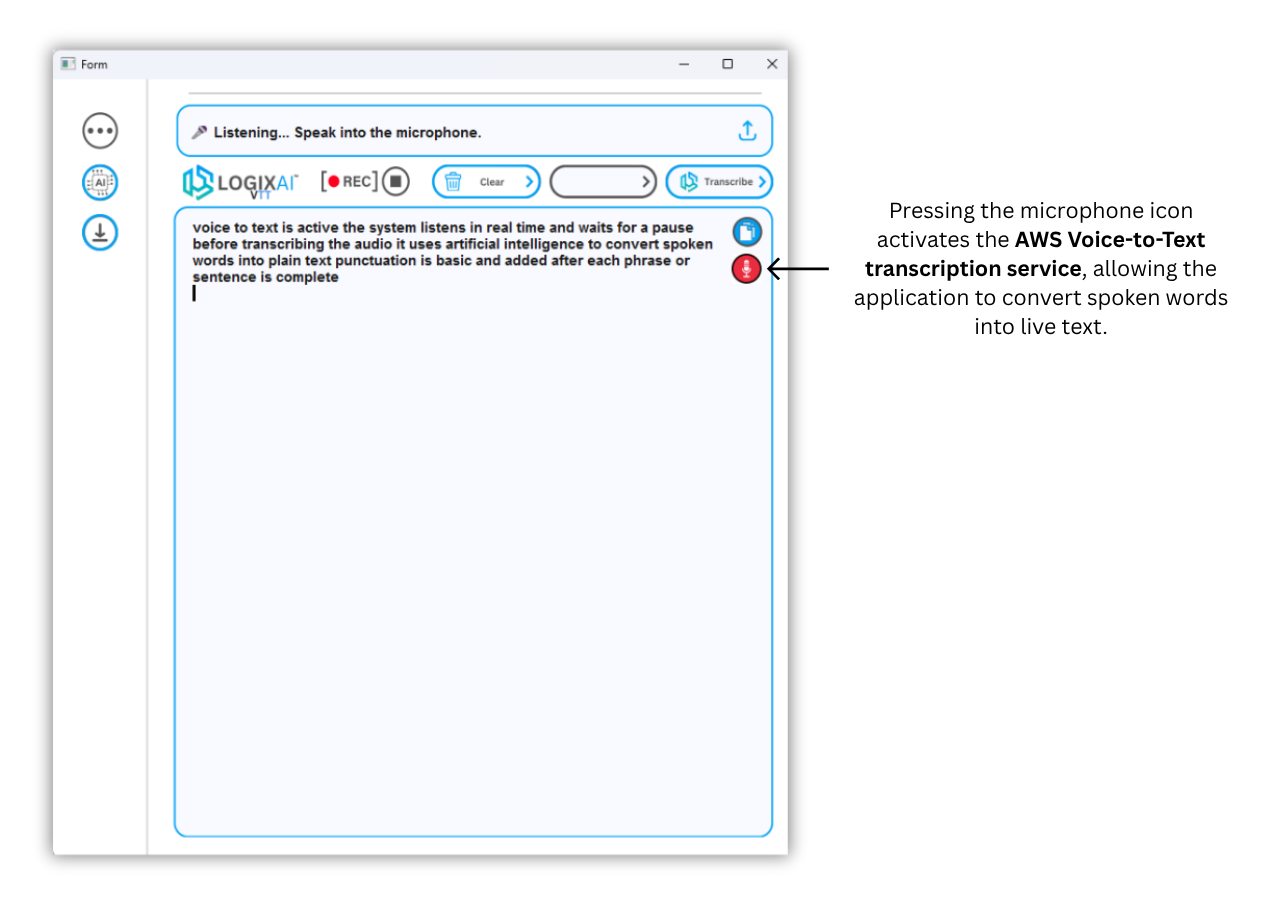 Form
Listening... Speak into the microphone.
LOGIXAI™
VTT
[● REC]
Clear
Transcribe
AI
voice to text is active the system listens in real time and waits for a pause
before transcribing the audio it uses artificial intelligence to convert spoken
words into plain text punctuation is basic and added after each phrase or
sentence is complete
Pressing the microphone icon
activates the AWS Voice-to-Text
transcription service, allowing the
application to convert spoken words
into live text.